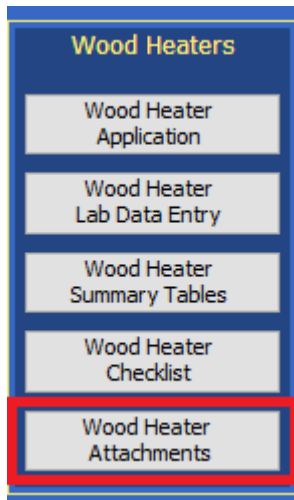 Wood Heaters
Wood Heater
Application
Wood Heater
Lab Data Entry
Wood Heater
Summary Tables
Wood Heater
Checklist
Wood Heater
Attachments